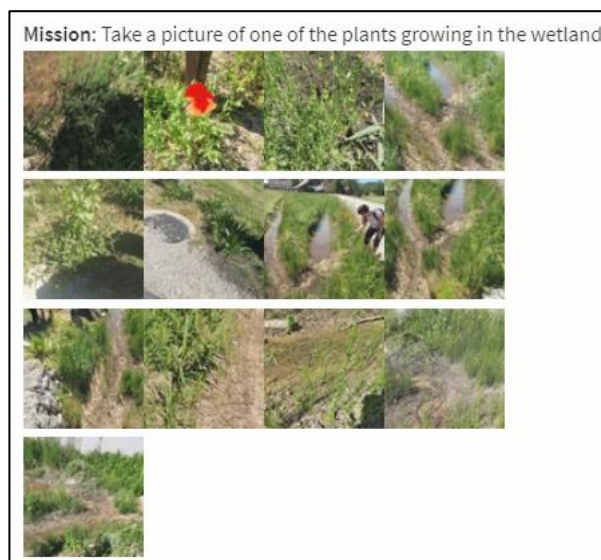 Mission: Take a picture of one of the plants growing in the wetland